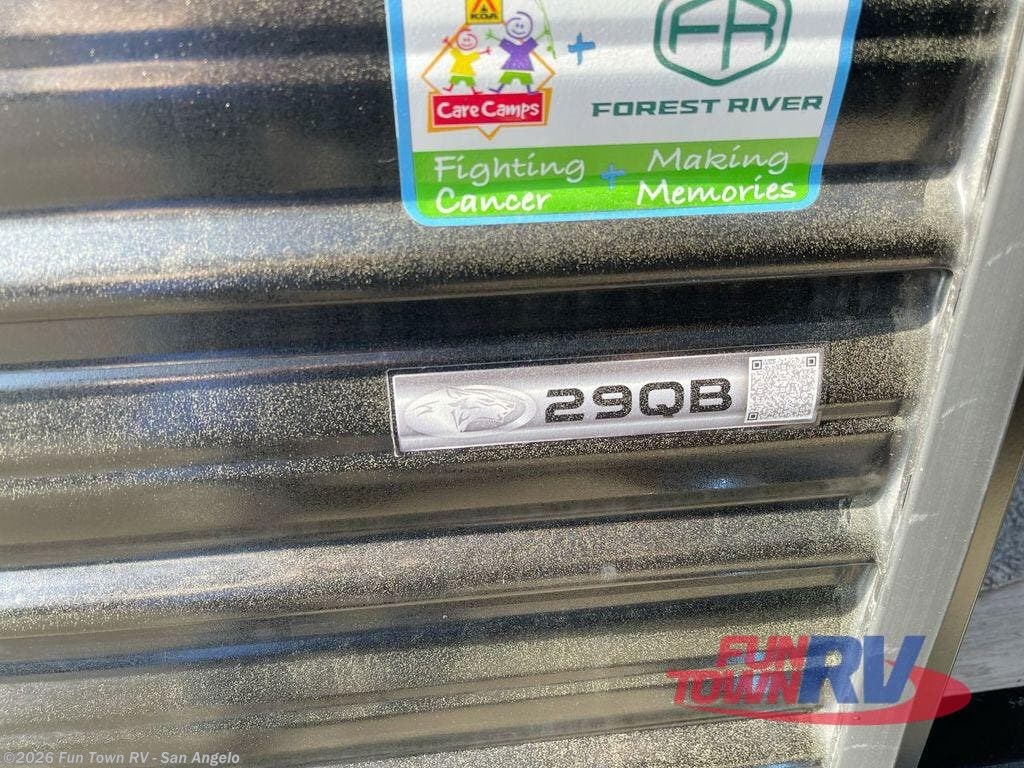 KOA
Care Camps
+
FR
FOREST RIVER
Fighting
Cancer
+
Making
Memories
29QB
FUN
TOWN
RV
©2026 Fun Town RV - San Angelo